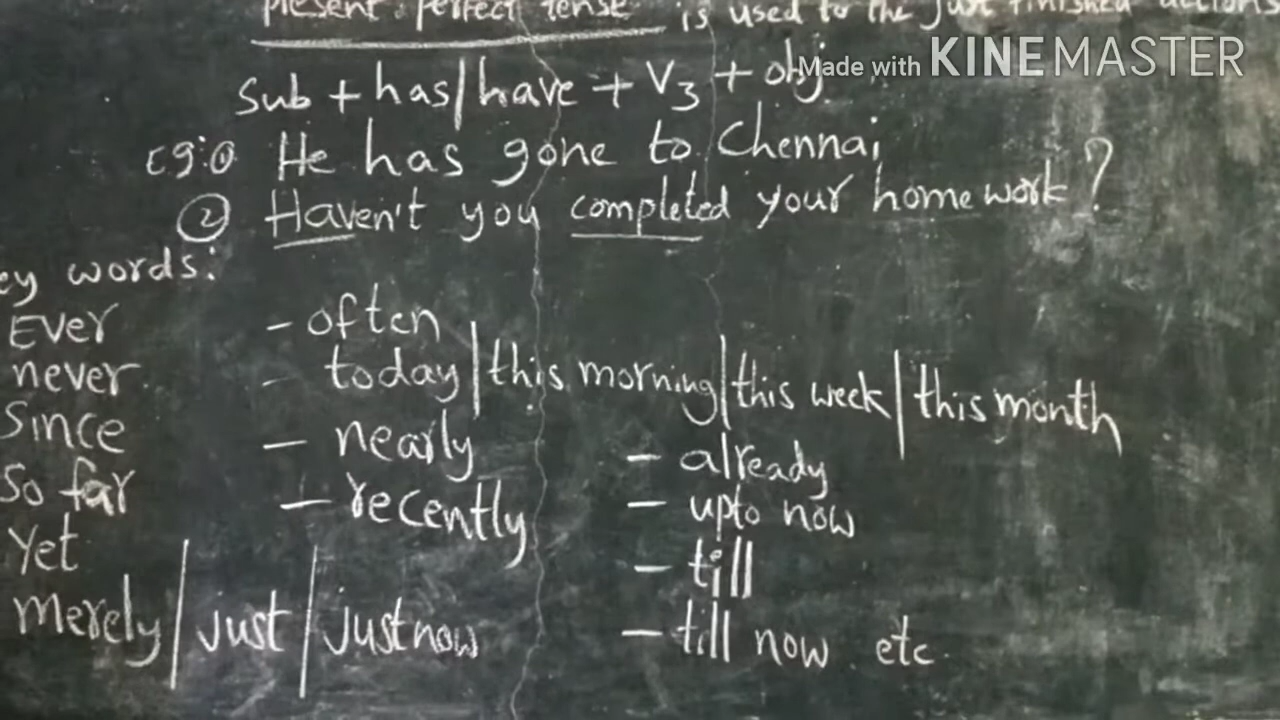 present perfect tense is used to the just finished actions
Made with KINEMASTER
Sub + has/have + V3 + obj
eg:① He has gone to Chennai
② Haven't you completed your homework?
ey words:
Ever - often
never - today/this morning/this week/this month
Since - nearly - already
So far - recently - upto now
Yet - till
Merely/just/justnow - till now etc